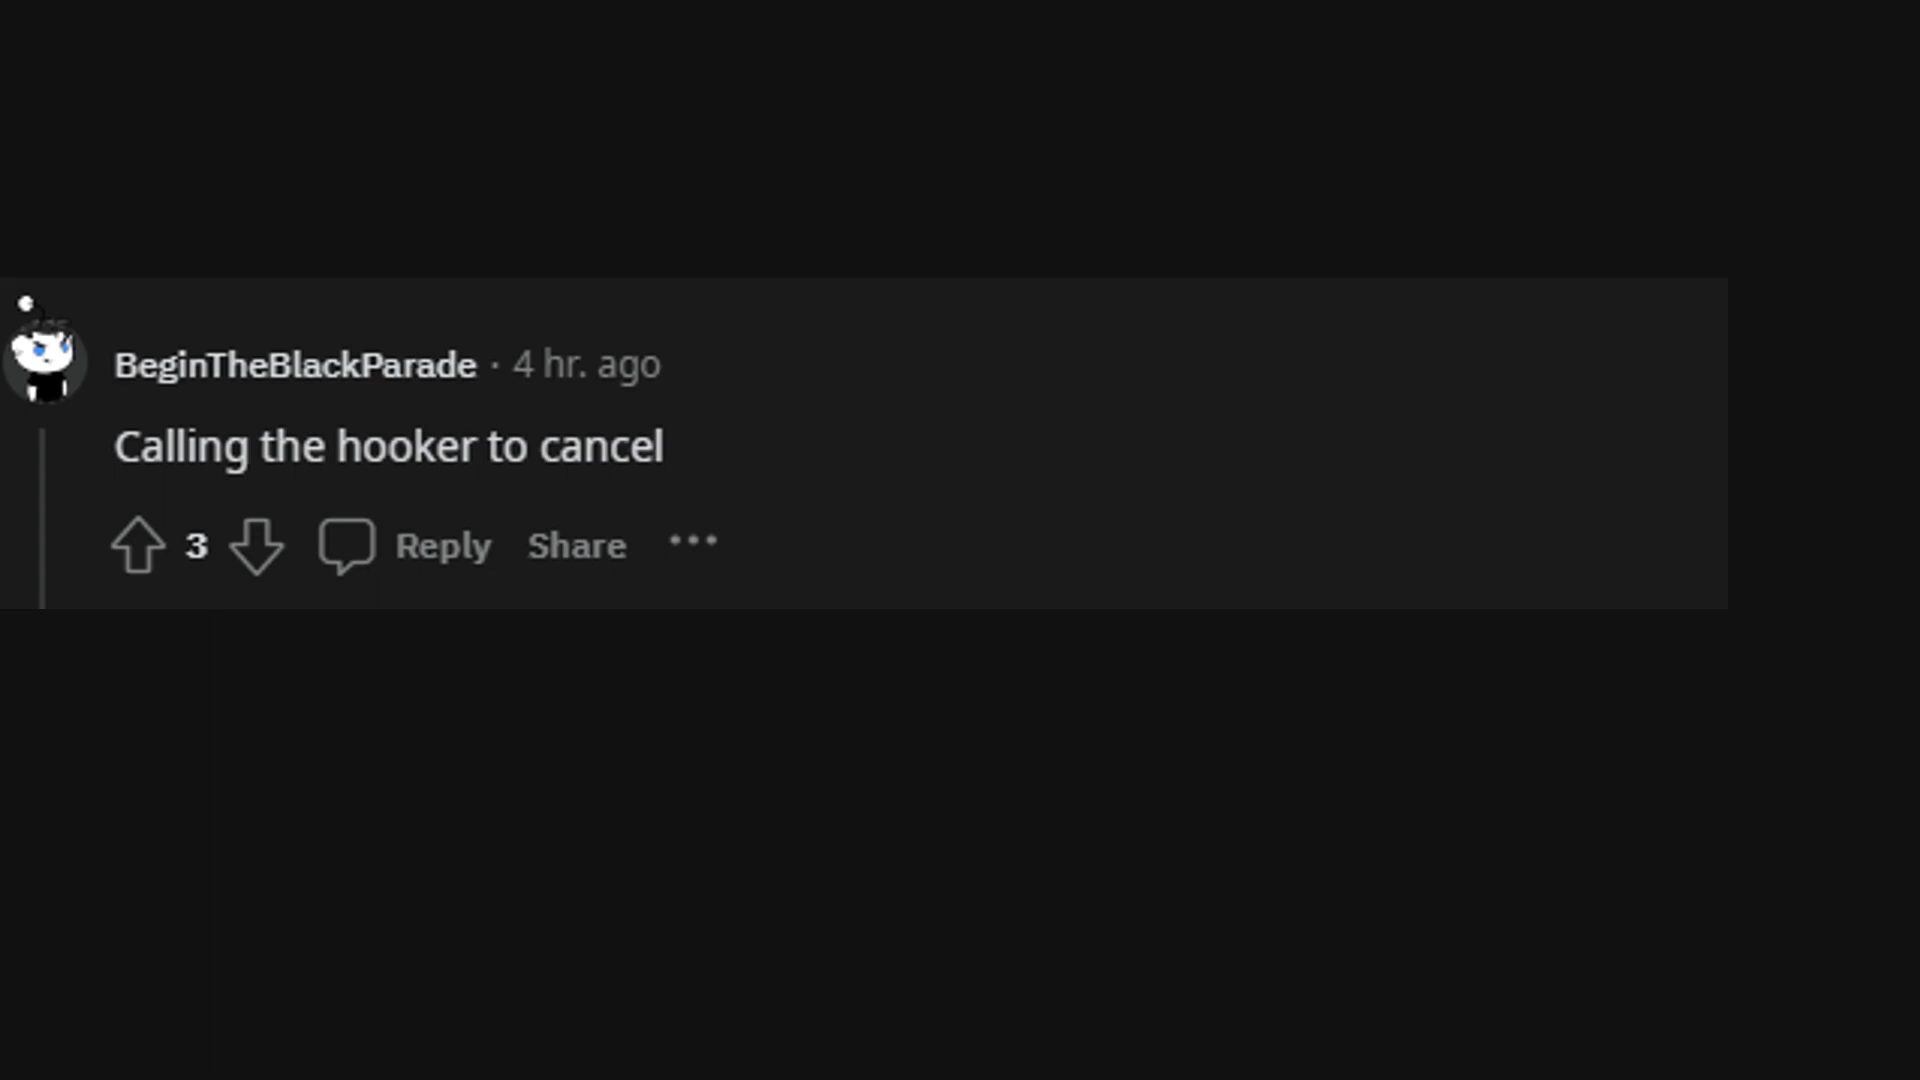 BeginTheBlackParade · 4 hr. ago
Calling the hooker to cancel
3 Reply Share ···